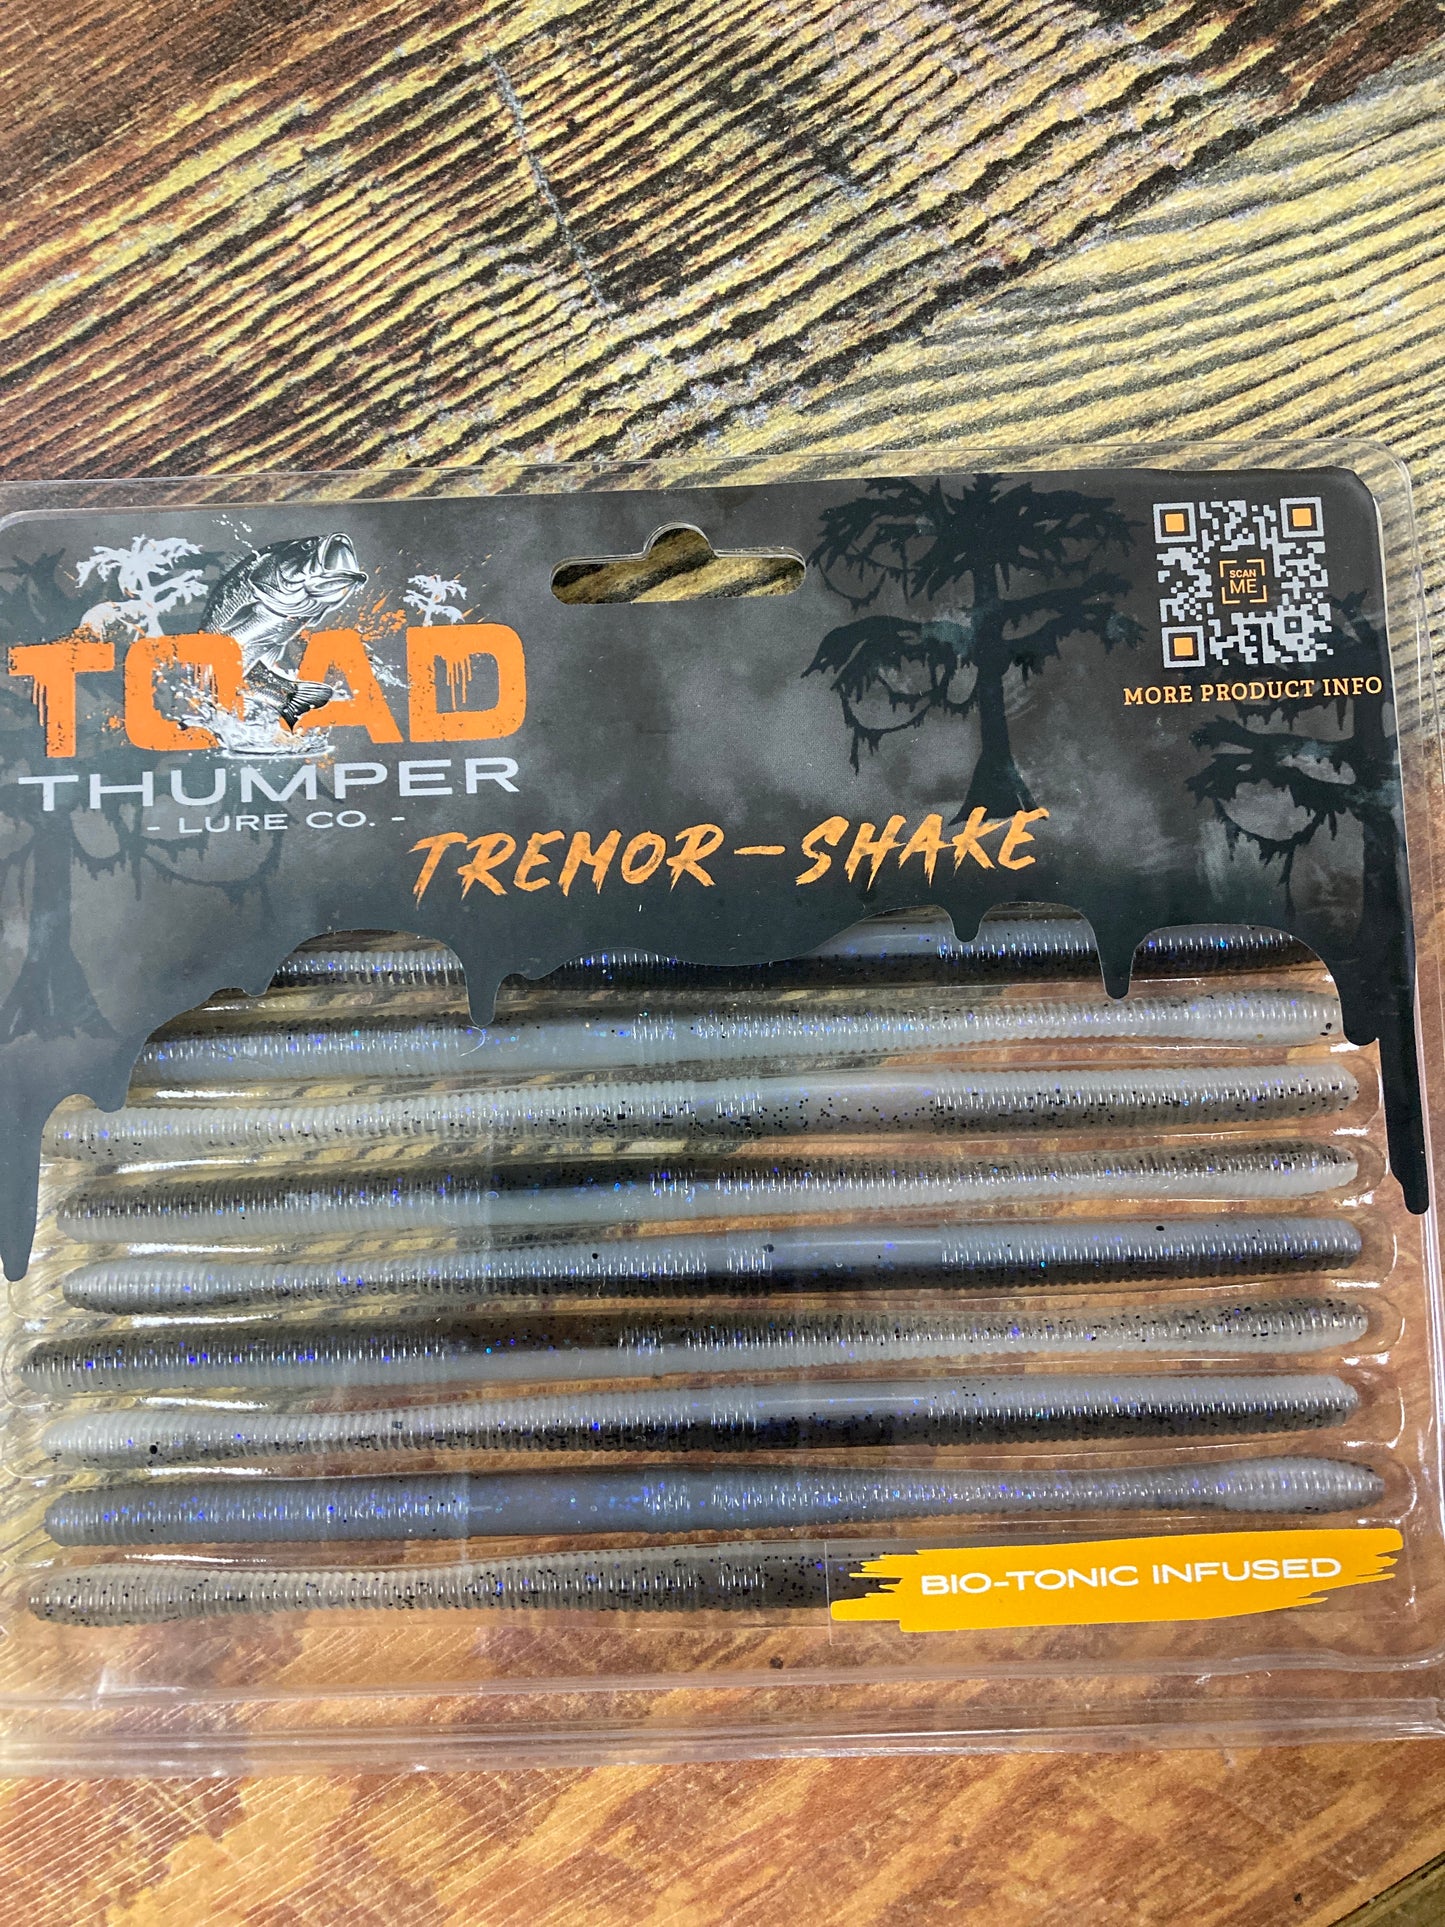 TOAD
THUMPER
- LURE CO. -
TREMOR-SHAKE
SCAN
ME
MORE PRODUCT INFO
BIO-TONIC INFUSED